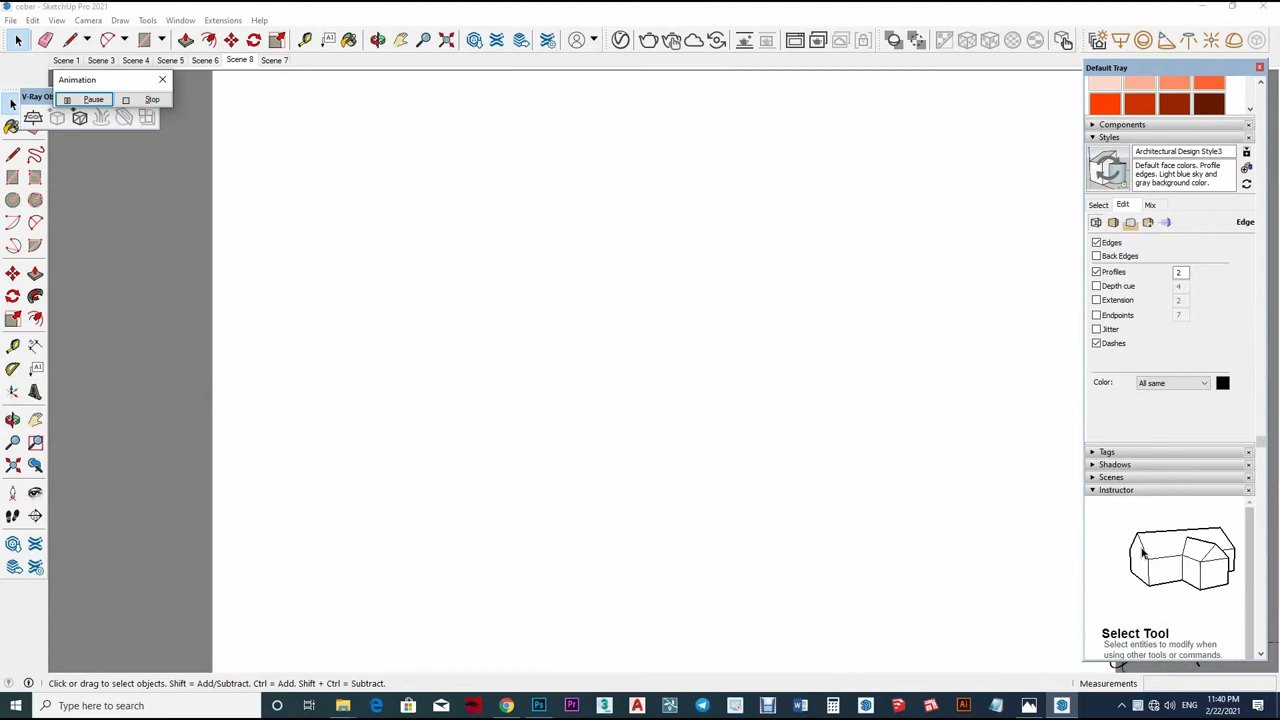 cober - SketchUp Pro 2021
File Edit View Camera Draw Tools Window Extensions Help
Scene 1 Scene 3 Scene 4 Scene 5 Scene 6 Scene 8 Scene 7
Animation
Pause Stop
V-Ray Ob
Default Tray
Components
Styles
Architectural Design Style3
Default face colors. Profile
edges. Light blue sky and
gray background color.
Select Edit Mix
Edge
Edges
Back Edges
Profiles 2
Depth cue 4
Extension 2
Endpoints 7
Jitter
Dashes
Color: All same
Tags
Shadows
Scenes
Instructor
Select Tool
Select entities to modify when
using other tools or commands.
Click or drag to select objects. Shift = Add/Subtract. Ctrl = Add. Shift + Ctrl = Subtract.
Measurements
Type here to search
11:40 PM
2/22/2021